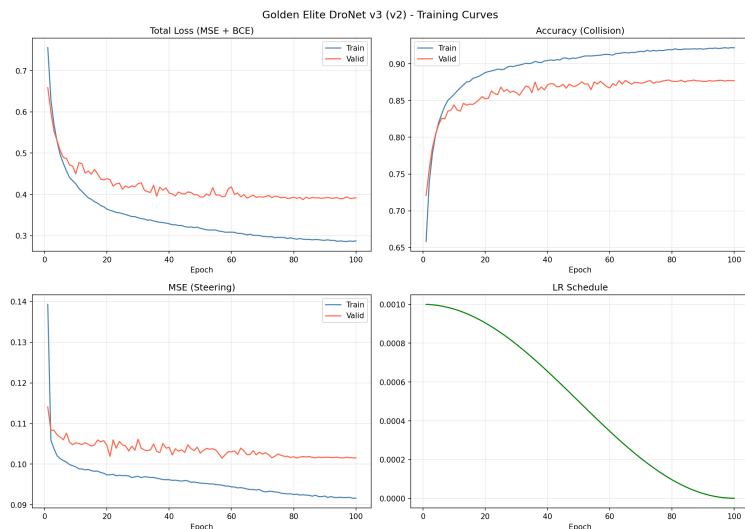 Golden Elite DroNet v3 (v2) - Training Curves
Total Loss (MSE + BCE)
Train
Valid
0.7
0.6
0.5
0.4
0.3
0 20 40 60 80 100
Epoch
Accuracy (Collision)
Train
Valid
0.90
0.85
0.80
0.75
0.70
0.65
0 20 40 60 80 100
Epoch
MSE (Steering)
Train
Valid
0.14
0.13
0.12
0.11
0.10
0.09
0 20 40 60 80 100
Epoch
LR Schedule
0.0010
0.0008
0.0006
0.0004
0.0002
0.0000
0 20 40 60 80 100
Epoch